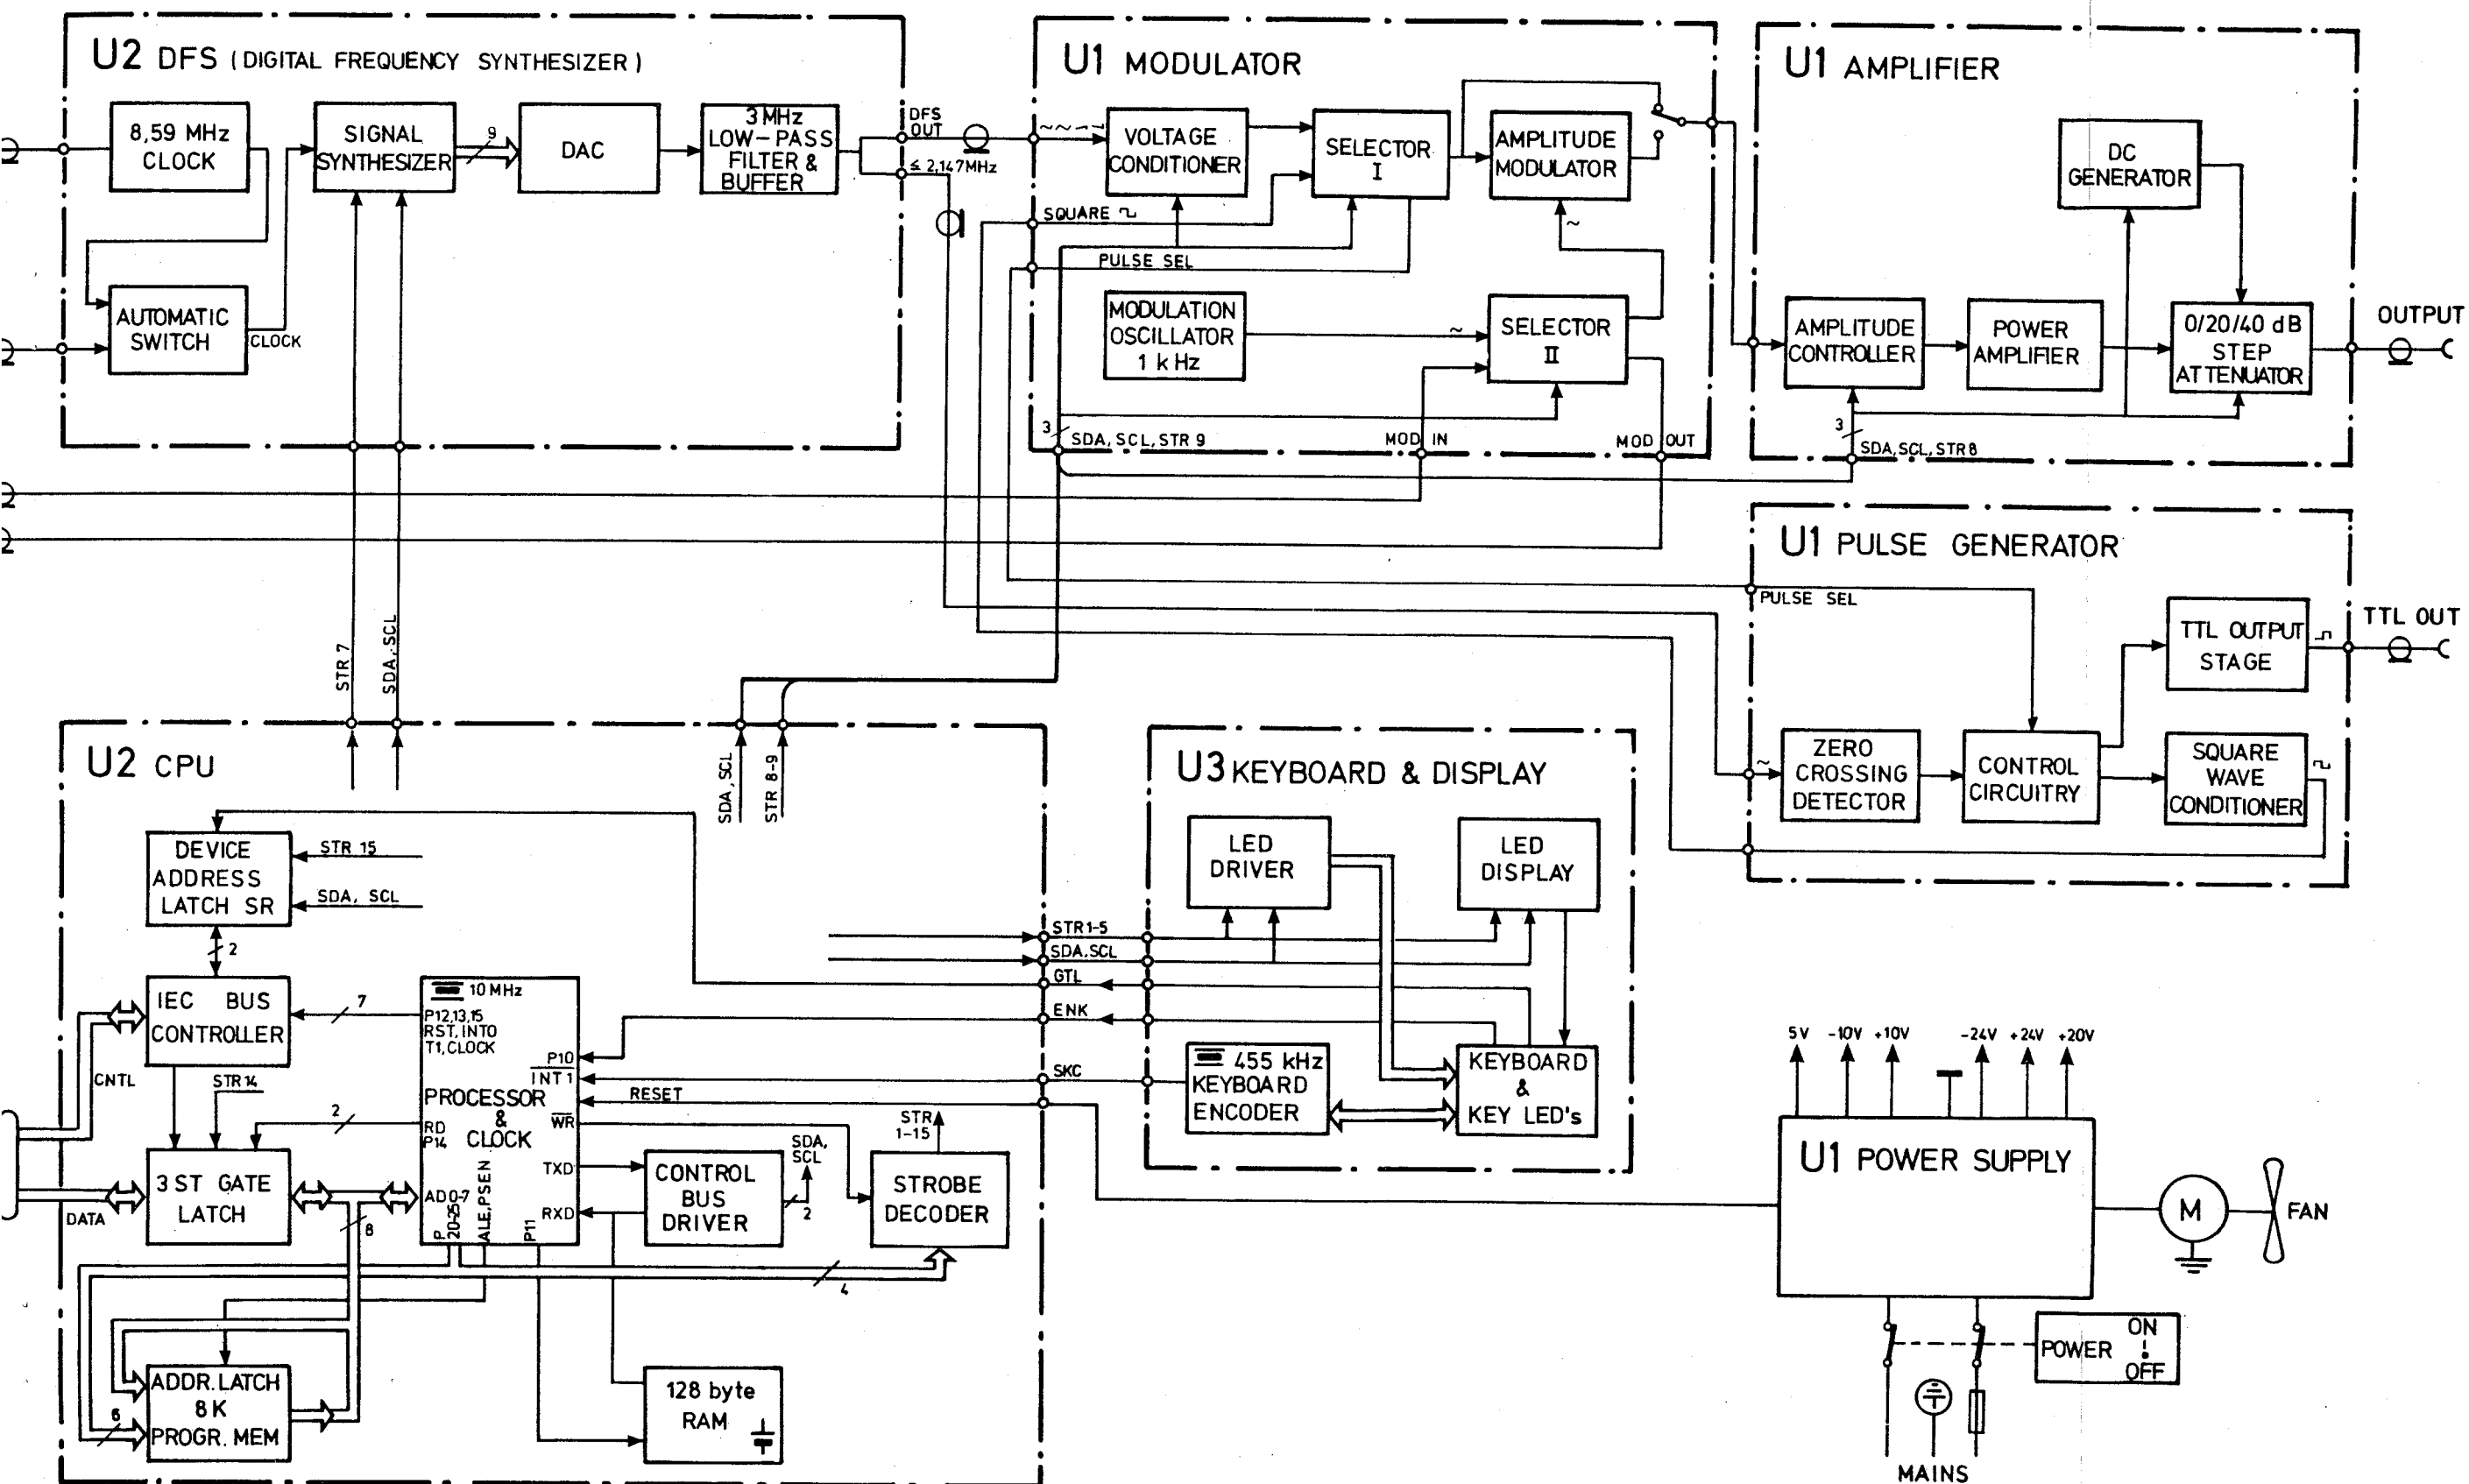 U2 DFS (DIGITAL FREQUENCY SYNTHESIZER)
8,59 MHz
CLOCK
SIGNAL
SYNTHESIZER
9
DAC
3 MHz
LOW-PASS
FILTER &
BUFFER
DFS
OUT
≤ 2,147MHz
AUTOMATIC
SWITCH
CLOCK
STR 7
SDA, SCL
U1 MODULATOR
VOLTAGE
CONDITIONER
SELECTOR
I
AMPLITUDE
MODULATOR
SQUARE
PULSE SEL
MODULATION
OSCILLATOR
1 kHz
SELECTOR
II
3
SDA, SCL, STR 9
MOD IN
MOD OUT
U1 AMPLIFIER
DC
GENERATOR
AMPLITUDE
CONTROLLER
POWER
AMPLIFIER
0/20/40 dB
STEP
ATTENUATOR
OUTPUT
3
SDA, SCL, STR 8
U1 PULSE GENERATOR
PULSE SEL
TTL OUTPUT
STAGE
TTL OUT
ZERO
CROSSING
DETECTOR
CONTROL
CIRCUITRY
SQUARE
WAVE
CONDITIONER
U2 CPU
SDA, SCL
STR 8-9
DEVICE
ADDRESS
LATCH SR
STR 15
SDA, SCL
2
IEC BUS
CONTROLLER
7
CNTL
STR 14
2
3 ST GATE
LATCH
DATA
8
10 MHz
P12,13,15
RST, INTO
T1, CLOCK
P10
INT 1
PROCESSOR
&
CLOCK
RD
P14
WR
TXD
RXD
AD 0-7
P 20-25
ALE, PSEN
P11
RESET
CONTROL
BUS
DRIVER
SDA,
SCL
2
STR
1-15
STROBE
DECODER
4
ADDR. LATCH
8 K
PROGR. MEM
6
128 byte
RAM
STR 1-5
SDA, SCL
GTL
ENK
SKC
U3 KEYBOARD & DISPLAY
LED
DRIVER
LED
DISPLAY
455 kHz
KEYBOARD
ENCODER
KEYBOARD
&
KEY LED's
5V -10V +10V -24V +24V +20V
U1 POWER SUPPLY
M
FAN
POWER
ON
OFF
MAINS